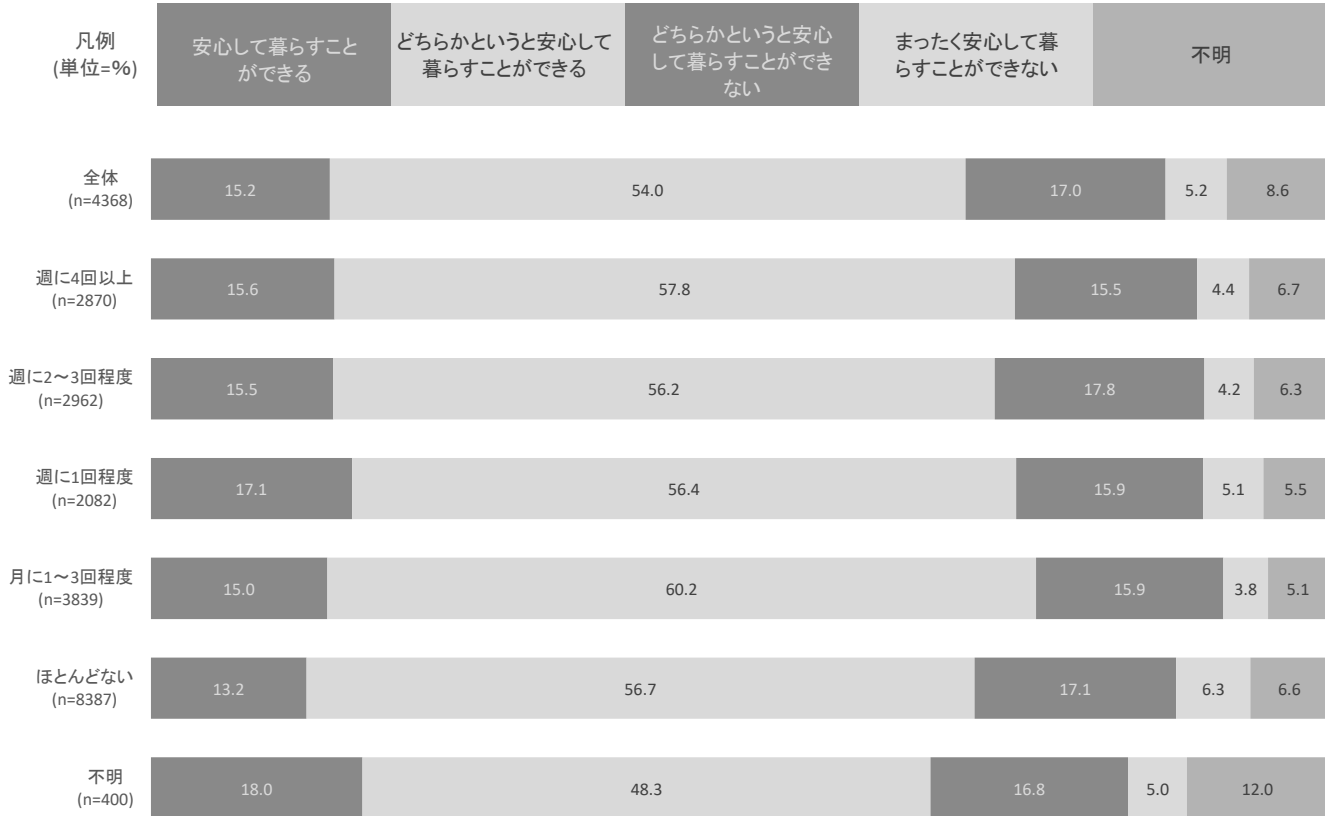 凡例
(単位=%)
安心して暮らすこと
ができる
どちらかというと安心して
暮らすことができる
どちらかというと安心
して暮らすことができ
ない
まったく安心して暮
らすことができない
不明
全体
(n=4368)
15.2
54.0
17.0
5.2
8.6
週に4回以上
(n=2870)
15.6
57.8
15.5
4.4
6.7
週に2～3回程度
(n=2962)
15.5
56.2
17.8
4.2
6.3
週に1回程度
(n=2082)
17.1
56.4
15.9
5.1
5.5
月に1～3回程度
(n=3839)
15.0
60.2
15.9
3.8
5.1
ほとんどない
(n=8387)
13.2
56.7
17.1
6.3
6.6
不明
(n=400)
18.0
48.3
16.8
5.0
12.0